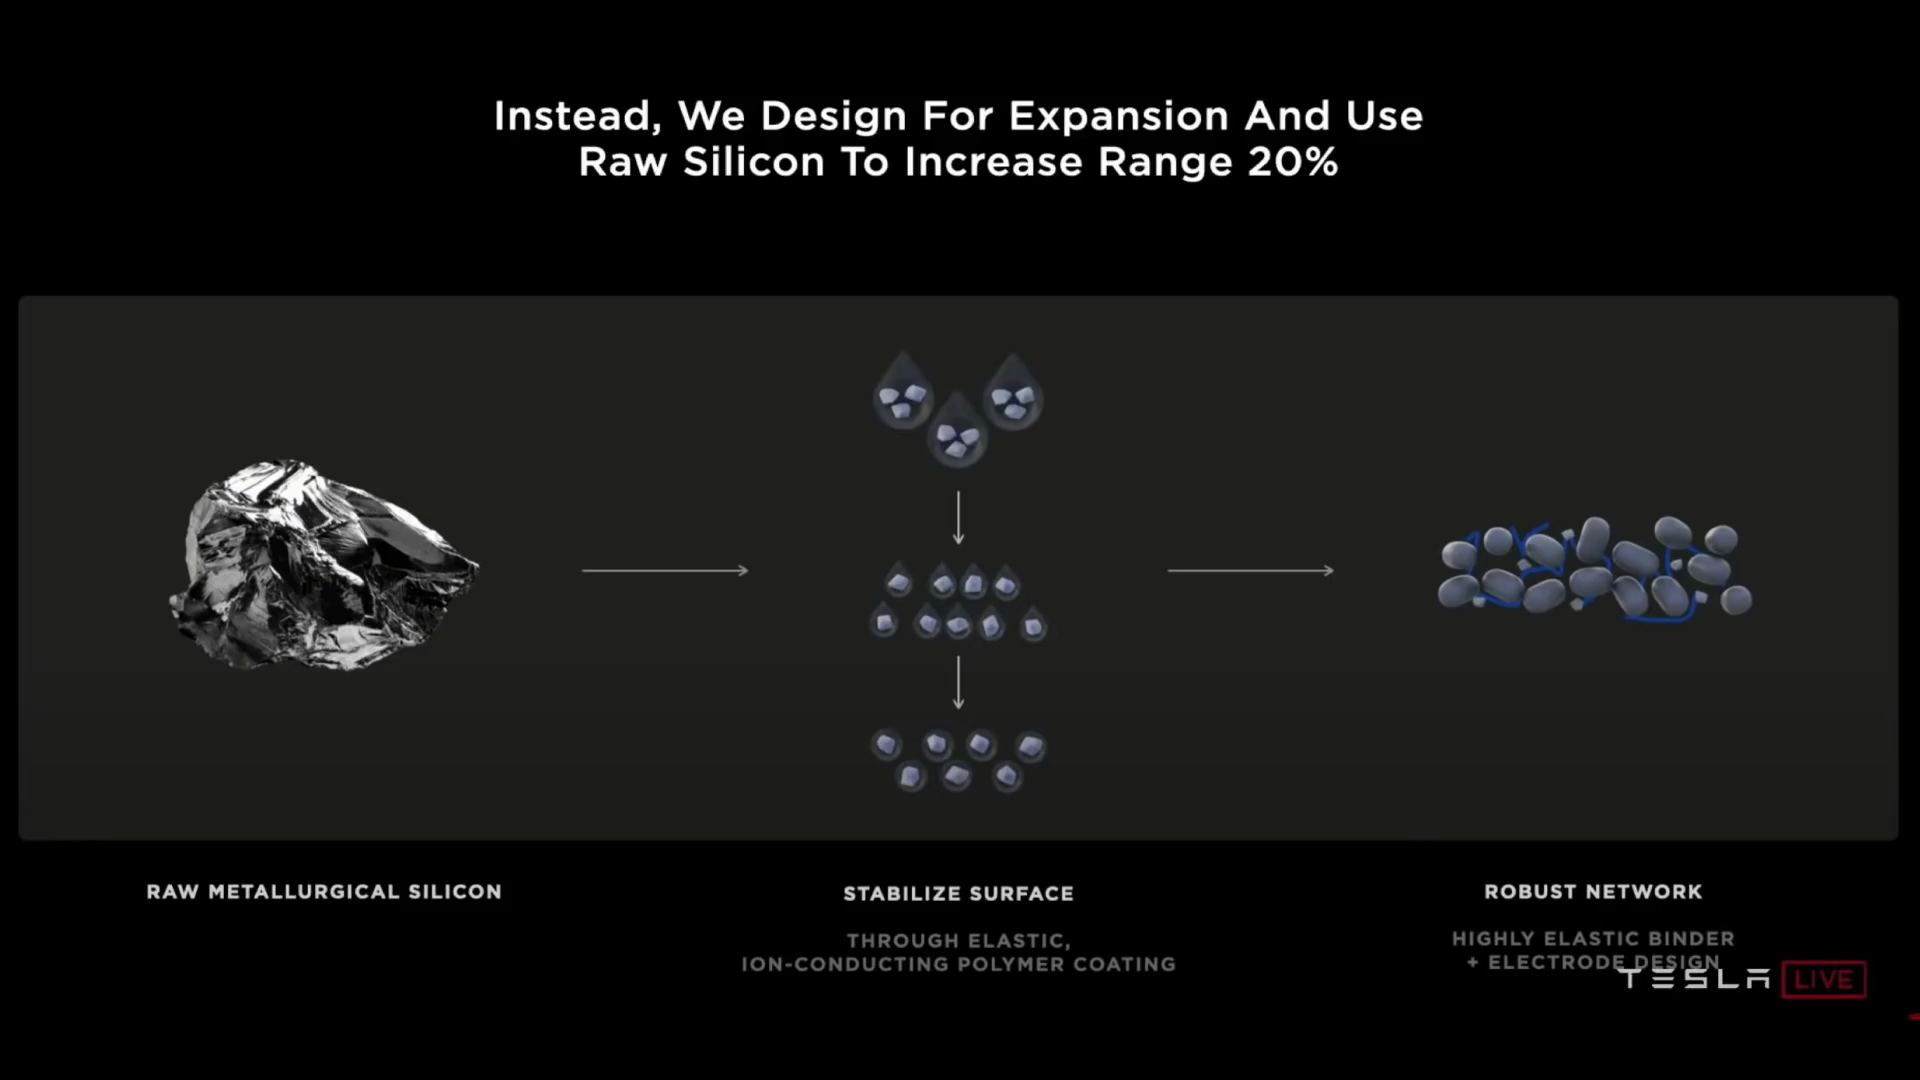 Instead, We Design For Expansion And Use
Raw Silicon To Increase Range 20%
RAW METALLURGICAL SILICON
STABILIZE SURFACE
THROUGH ELASTIC,
ION-CONDUCTING POLYMER COATING
ROBUST NETWORK
HIGHLY ELASTIC BINDER
+ ELECTRODE DESIGN
TESLA LIVE